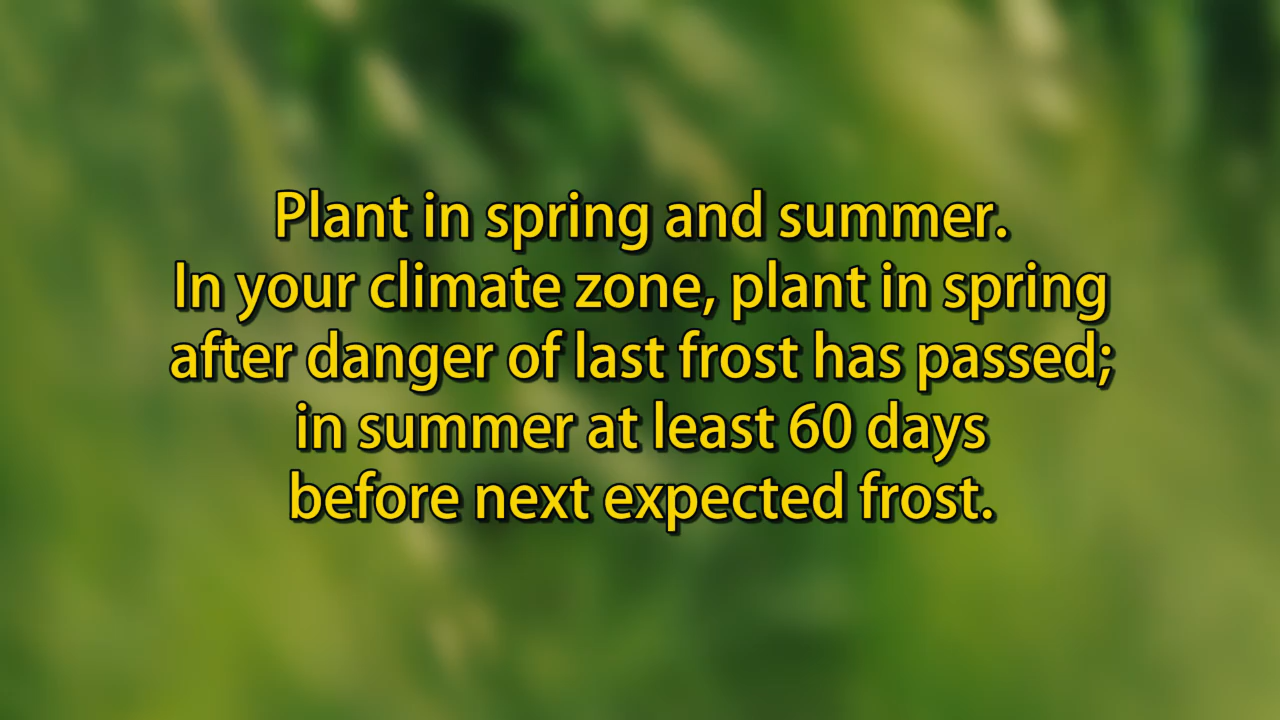 Plant in spring and summer.
In your climate zone, plant in spring
after danger of last frost has passed;
in summer at least 60 days
before next expected frost.